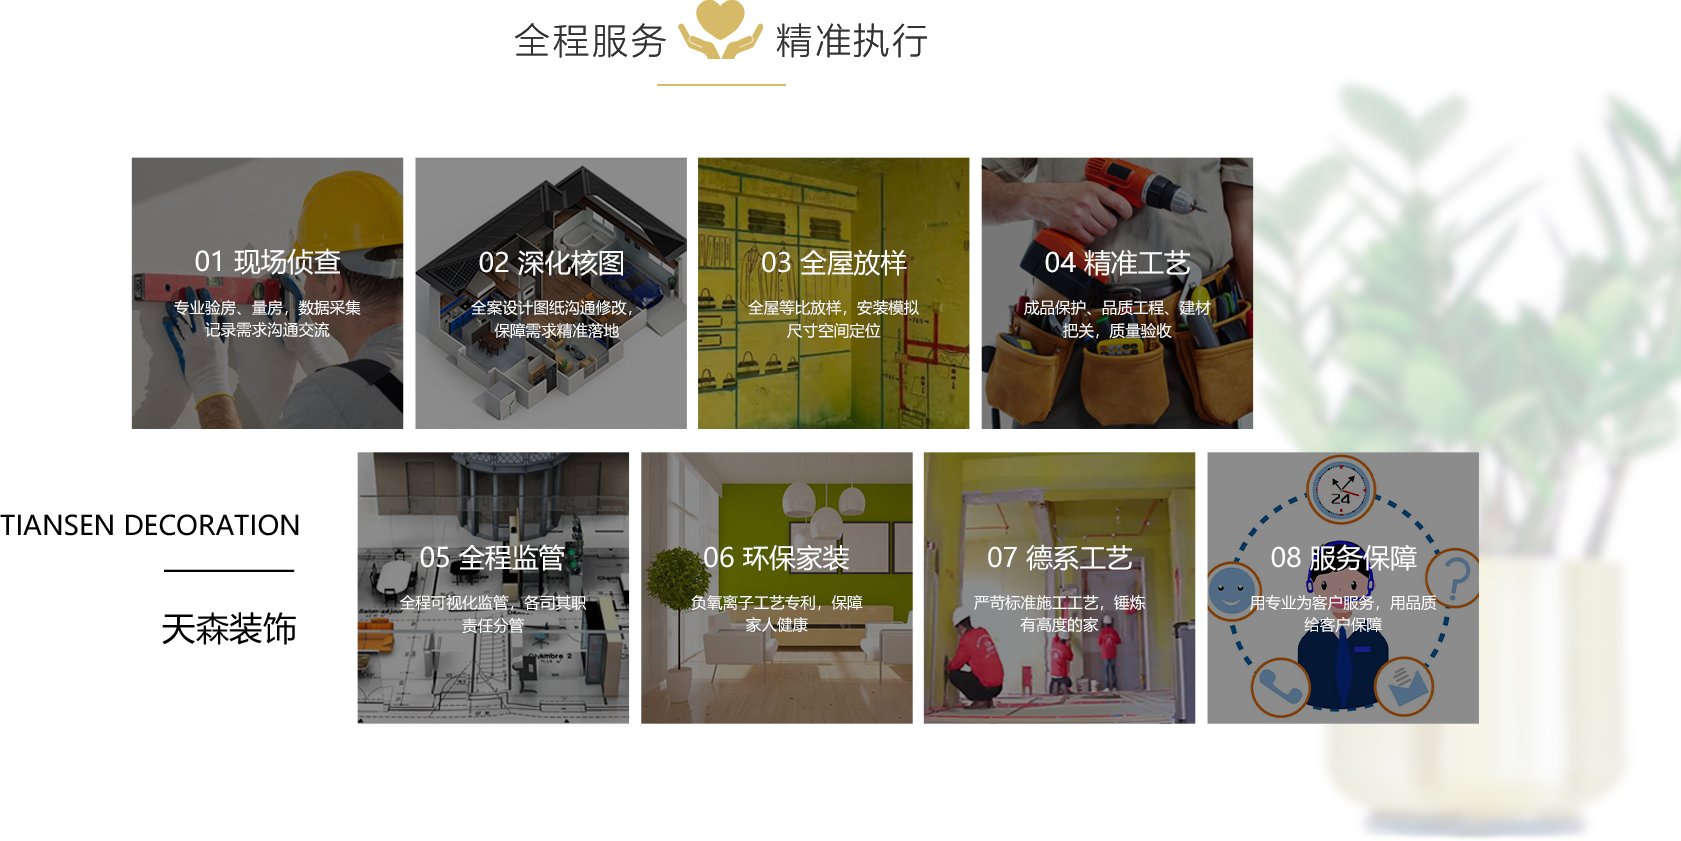 全程服务 精准执行
01 现场侦查
专业验房、量房，数据采集
记录需求沟通交流
02 深化核图
全案设计图纸沟通修改，
保障需求精准落地
03 全屋放样
全屋等比放样，安装模拟
尺寸空间定位
04 精准工艺
成品保护、品质工程、建材
把关，质量验收
TIANSEN DECORATION
天森装饰
05 全程监管
全程可视化监管，各司其职
责任分管
06 环保家装
负氧离子工艺专利，保障
家人健康
07 德系工艺
严苛标准施工工艺，锤炼
有高度的家
08 服务保障
用专业为客户服务，用品质
给客户保障
24
Chambre 2